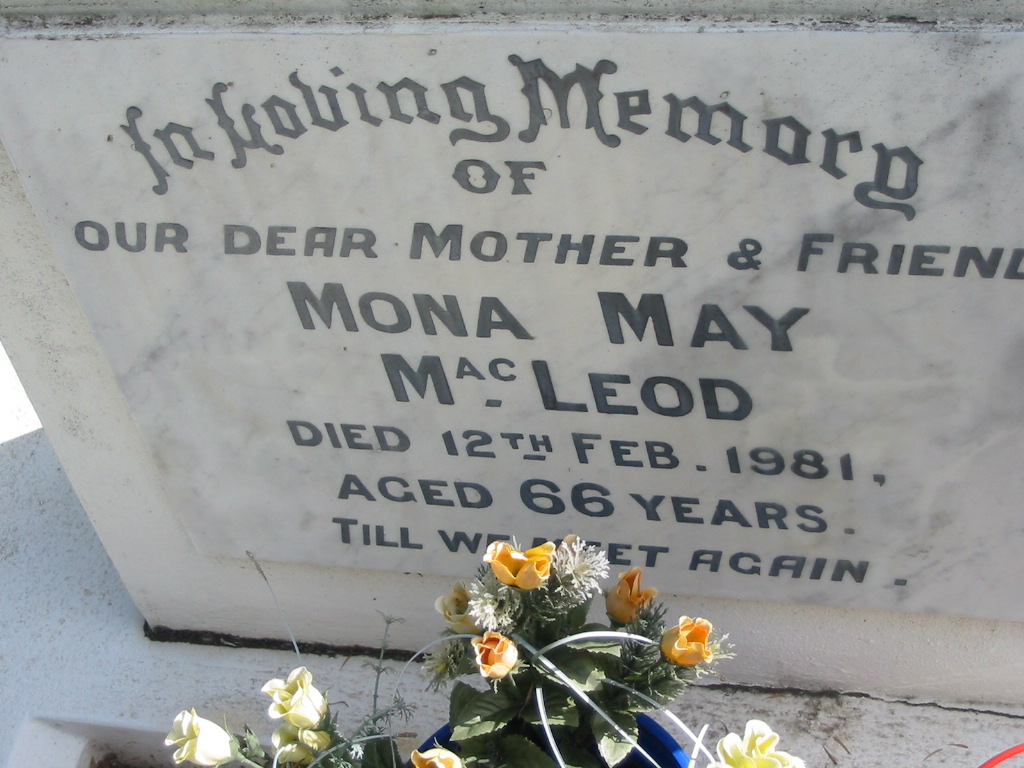 In Loving Memory
OF
OUR DEAR MOTHER & FRIEND
MONA MAY
MAC LEOD
DIED 12TH FEB. 1981,
AGED 66 YEARS.
TILL WE MEET AGAIN.